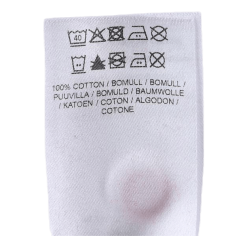 40
100% COTTON / BOMULL / BOMULL /
PUUVILLA / BOMULD / BAUMWOLLE
/ KATOEN / COTON / ALGODON /
COTONE